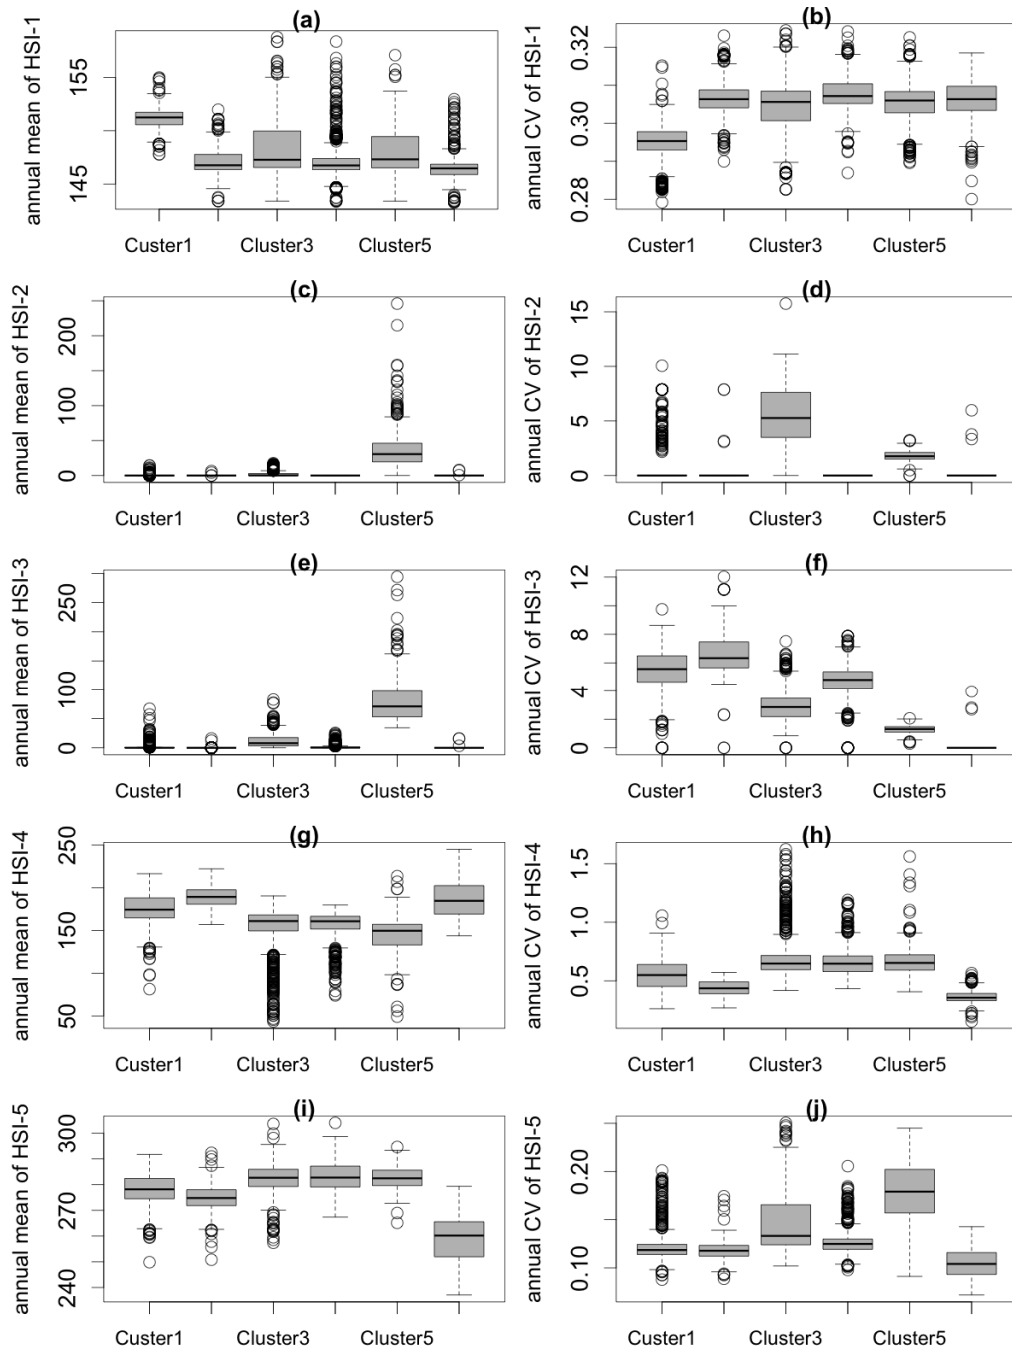 (a)
annual mean of HSI-1
155
145
Custer1 Cluster3 Cluster5
(b)
annual CV of HSI-1
0.32
0.30
0.28
Custer1 Cluster3 Cluster5
(c)
annual mean of HSI-2
200
100
0
Custer1 Cluster3 Cluster5
(d)
annual CV of HSI-2
15
10
5
0
Custer1 Cluster3 Cluster5
(e)
annual mean of HSI-3
250
100
0
Custer1 Cluster3 Cluster5
(f)
annual CV of HSI-3
12
8
4
0
Custer1 Cluster3 Cluster5
(g)
annual mean of HSI-4
250
150
50
Custer1 Cluster3 Cluster5
(h)
annual CV of HSI-4
1.5
1.0
0.5
Custer1 Cluster3 Cluster5
(i)
annual mean of HSI-5
300
270
240
Custer1 Cluster3 Cluster5
(j)
annual CV of HSI-5
0.20
0.10
Custer1 Cluster3 Cluster5